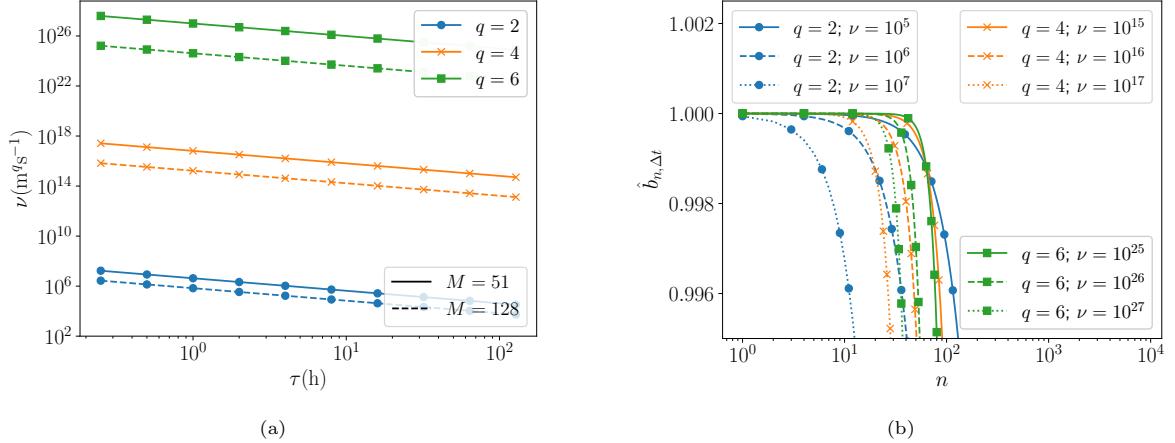 10^26
10^22
10^18
10^14
10^10
10^6
10^2
ν(m^q s^−1)
q = 2
q = 4
q = 6
M = 51
M = 128
10^0
10^1
10^2
τ(h)
(a)
1.002
1.000
0.998
0.996
b̂_{n,Δt}
q = 2; ν = 10^5
q = 2; ν = 10^6
q = 2; ν = 10^7
q = 4; ν = 10^15
q = 4; ν = 10^16
q = 4; ν = 10^17
q = 6; ν = 10^25
q = 6; ν = 10^26
q = 6; ν = 10^27
10^0
10^1
10^2
10^3
10^4
n
(b)